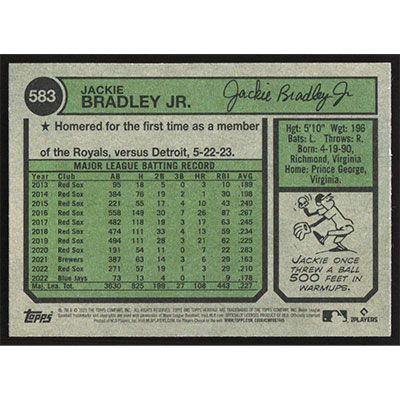 583
JACKIE
BRADLEY JR.
Jackie Bradley Jr
★ Homered for the first time as a member
of the Royals, versus Detroit, 5-22-23.
MAJOR LEAGUE BATTING RECORD
Year Club AB H 2B 3B HR RBI AVG
2013 Red Sox 95 18 5 0 3 10 .189
2014 Red Sox 384 76 19 2 1 30 .198
2015 Red Sox 221 55 17 4 10 43 .249
2016 Red Sox 558 149 30 7 26 87 .267
2017 Red Sox 482 118 19 3 17 63 .245
2018 Red Sox 474 111 33 4 13 59 .234
2019 Red Sox 494 111 28 3 21 62 .225
2020 Red Sox 191 54 11 0 7 22 .283
2021 Brewers 387 63 14 3 6 29 .163
2022 Red Sox 271 57 19 1 3 29 .210
2022 Blue Jays 73 13 4 0 1 9 .178
Maj. Lea. Tot. 3630 825 199 27 108 443 .227
Hgt: 5'10" Wgt: 196
Bats: L. Throws: R.
Born: 4-19-90,
Richmond, Virginia
Home: Prince George,
Virginia.
JACKIE ONCE
THREW A BALL
500 FEET IN
WARMUPS.
Topps
PLAYERS